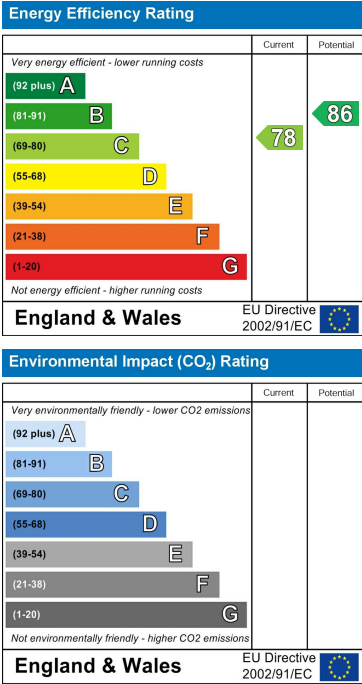 Energy Efficiency Rating
Current Potential
Very energy efficient - lower running costs
(92 plus) A
(81-91) B
(69-80) C
(55-68) D
(39-54) E
(21-38) F
(1-20) G
78
86
Not energy efficient - higher running costs
England & Wales
EU Directive
2002/91/EC
Environmental Impact (CO₂) Rating
Current Potential
Very environmentally friendly - lower CO2 emissions
(92 plus) A
(81-91) B
(69-80) C
(55-68) D
(39-54) E
(21-38) F
(1-20) G
Not environmentally friendly - higher CO2 emissions
England & Wales
EU Directive
2002/91/EC